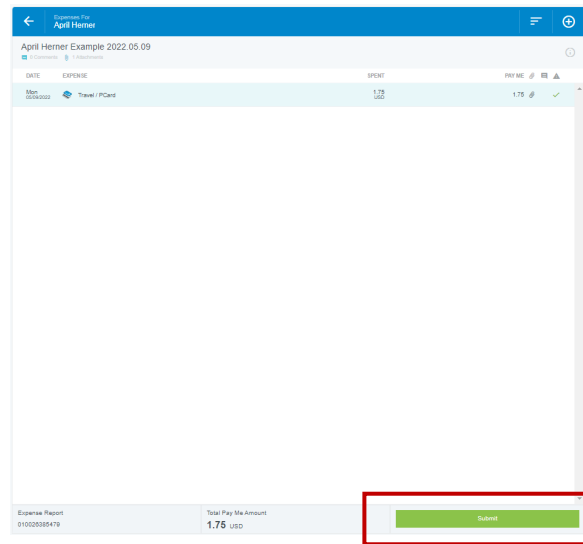 Expenses For
April Herner
April Herner Example 2022.05.09
0 Comments 1 Attachments
DATE EXPENSE SPENT PAY ME
Mon
05/09/2022
Travel / PCard
1.75
USD
1.75
Expense Report
010026385479
Total Pay Me Amount
1.75 USD
Submit